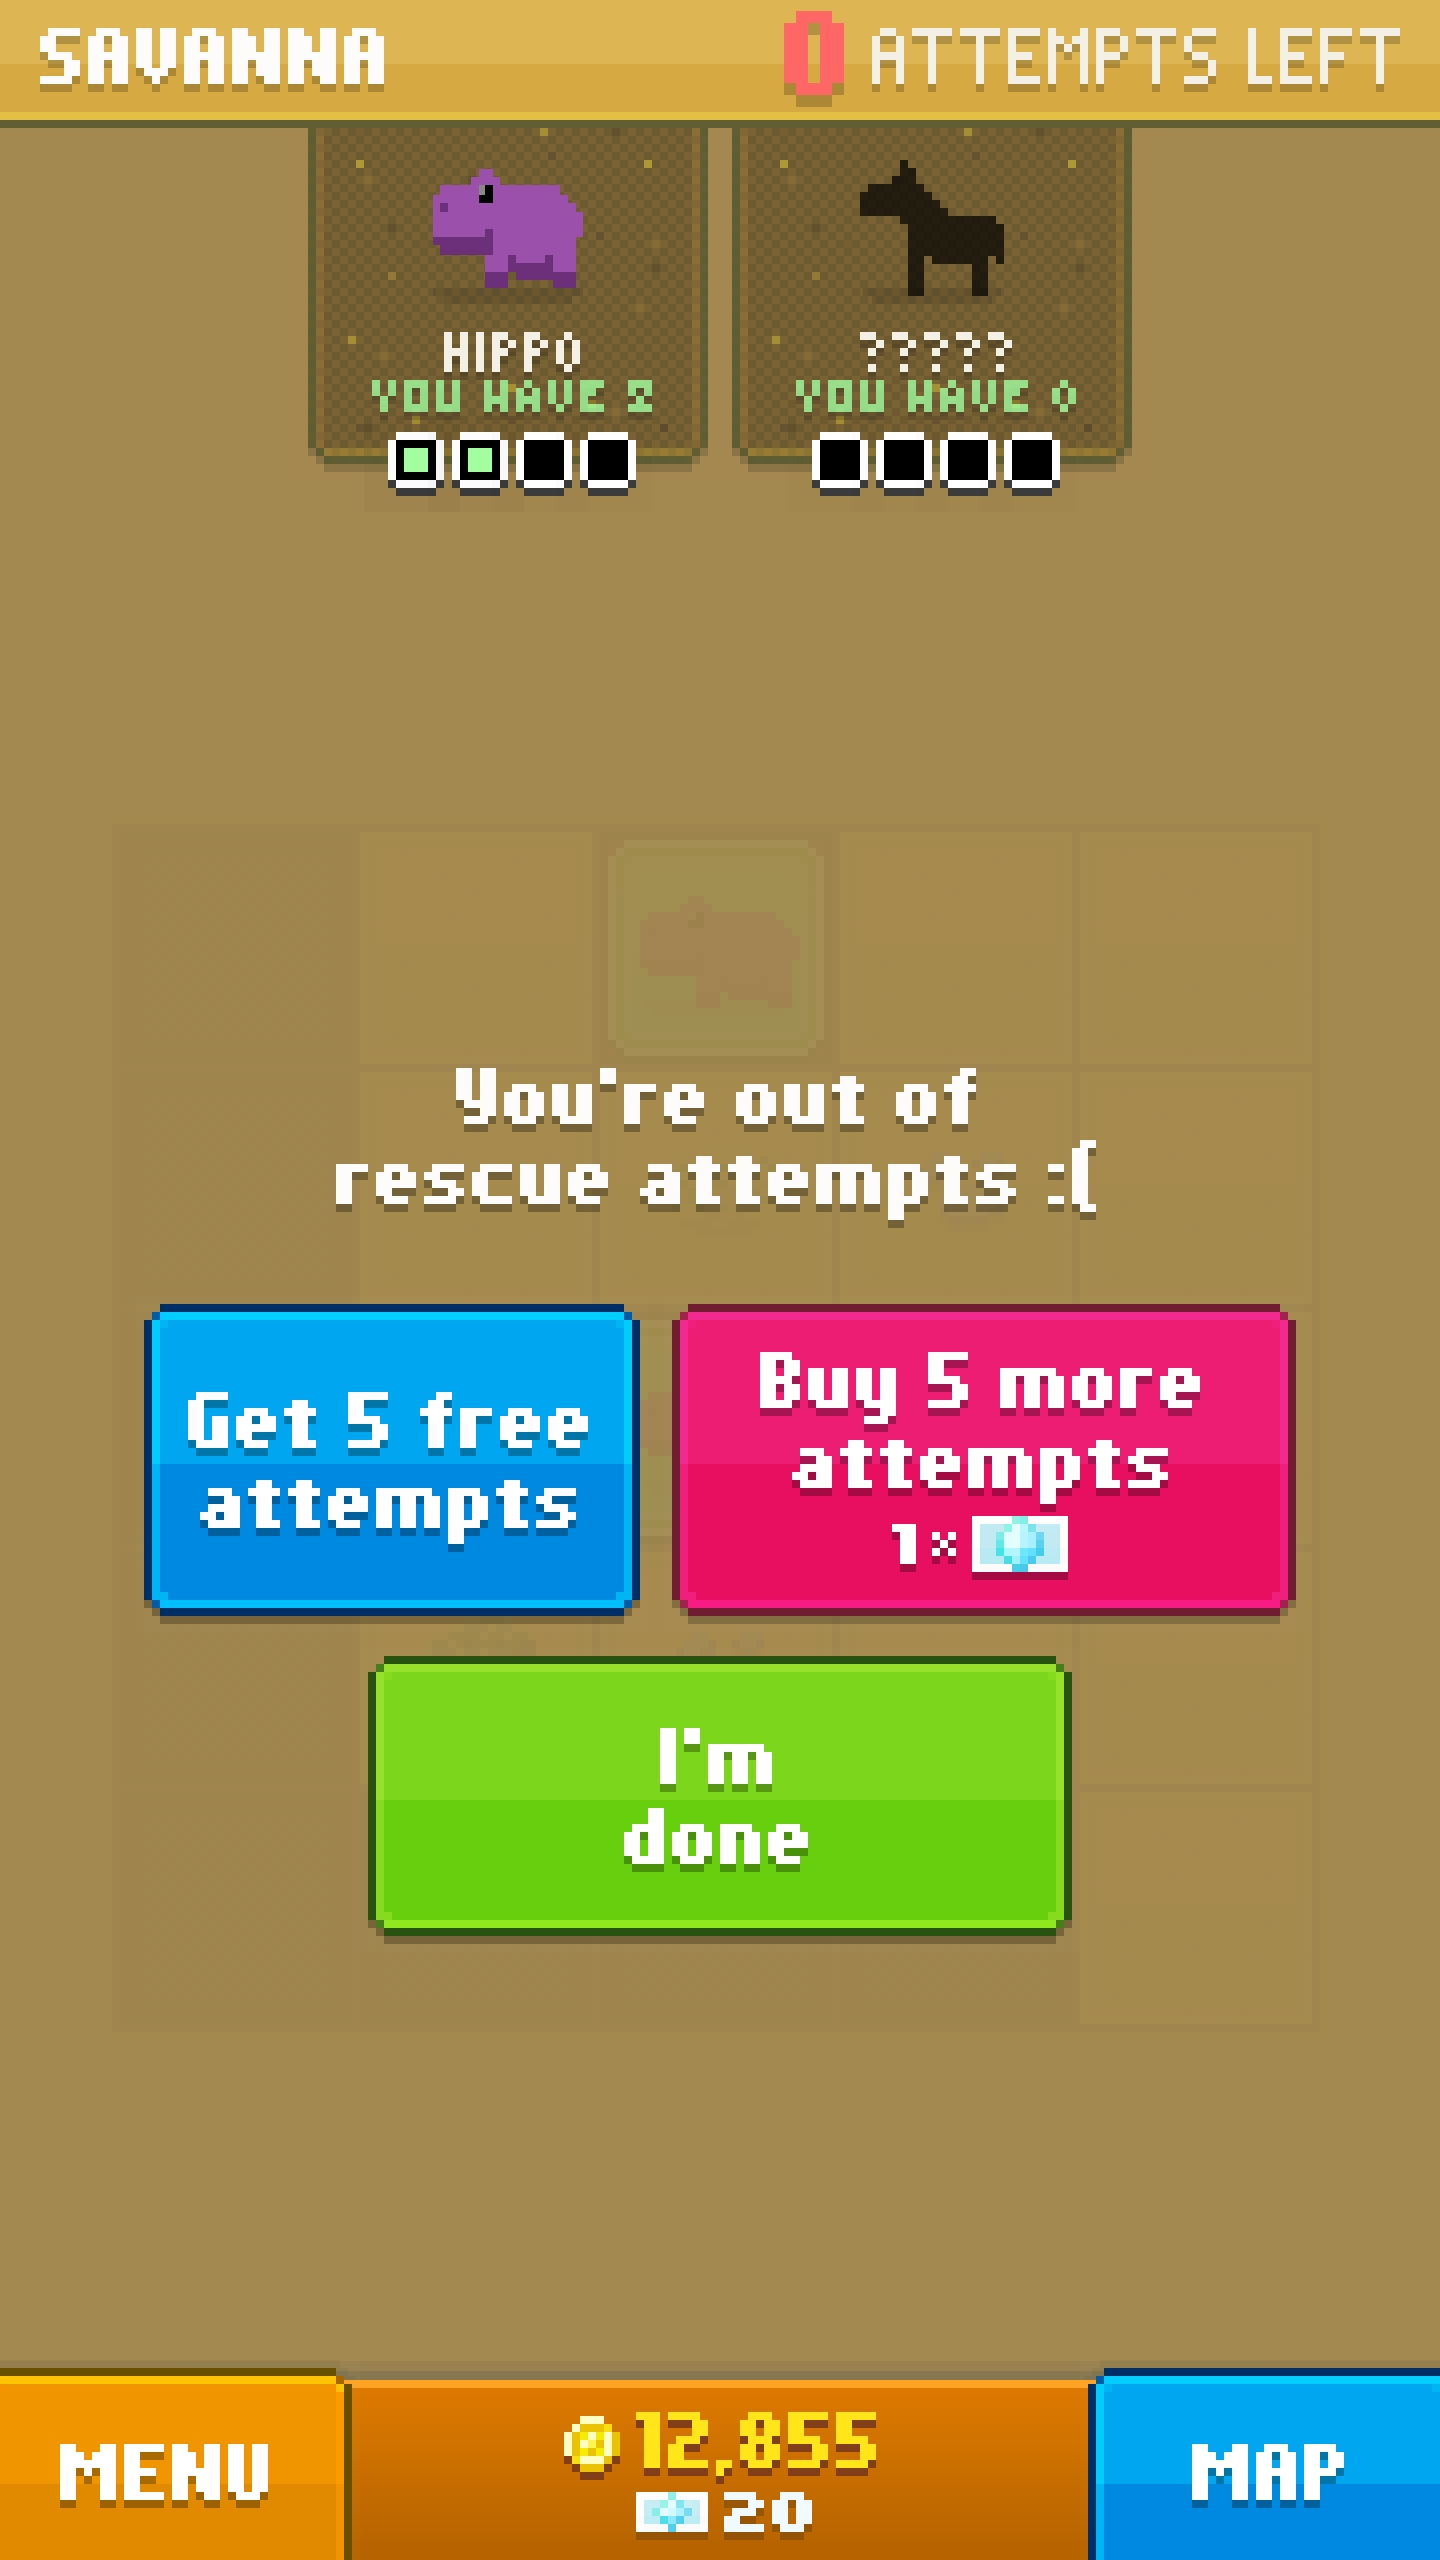 SAVANNA
0 ATTEMPTS LEFT
HIPPO
YOU HAVE 2
?????
YOU HAVE 0
You're out of
rescue attempts :(
Get 5 free
attempts
Buy 5 more
attempts
1×
I'm
done
MENU
12,855
20
MAP